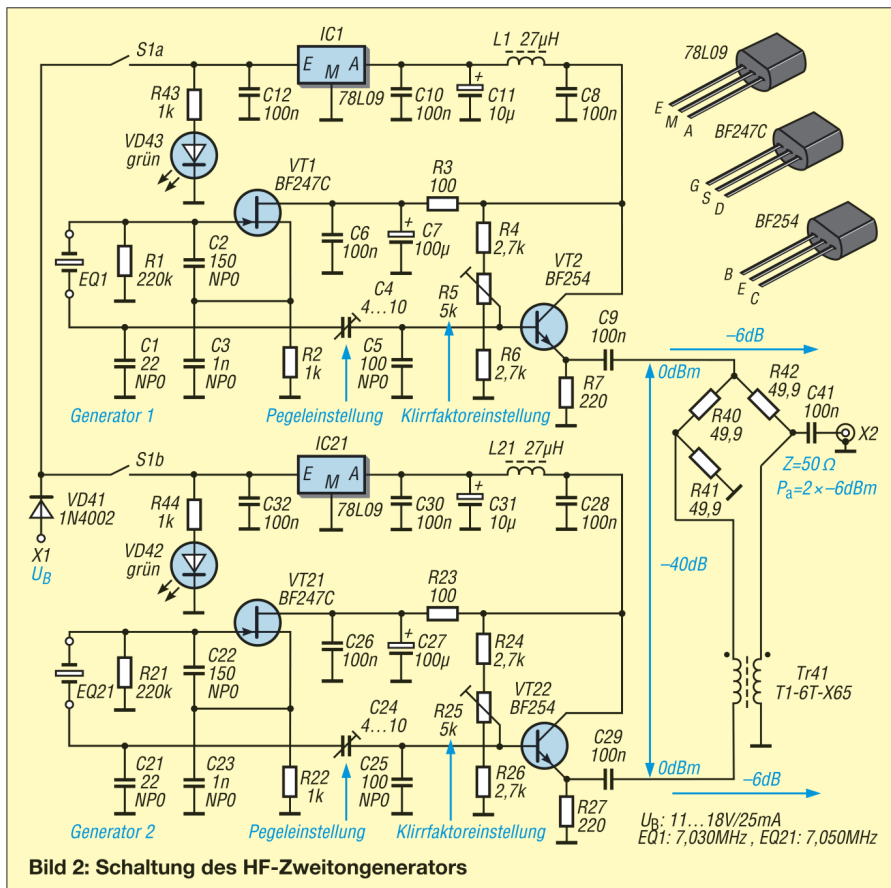 S1a
IC1
E M A
78L09
L1 27µH
R43
1k
C12
100n
C10
100n
+
C11
10µ
C8
100n
VD43
grün
VT1
BF247C
R3
100
C6
100n
+
C7
100µ
R4
2,7k
VT2
BF254
EQ1
R1
220k
C2
150
NP0
C4
4...10
R5
5k
C9
100n
C1
22
NP0
C3
1n
NP0
R2
1k
C5
100
NP0
R6
2,7k
R7
220
Generator 1
Pegeleinstellung
Klirrfaktoreinstellung
78L09
E
M
A
BF247C
G
S
D
BF254
B
E
C
–6dB
0dBm
R42
49,9
R40
49,9
R41
49,9
C41
100n
X2
Z=50 Ω
Pa=2×–6dBm
–40dB
Tr41
T1-6T-X65
0dBm
–6dB
S1b
IC21
E M A
78L09
L21 27µH
VD41
1N4002
X1
UB
R44
1k
C32
100n
C30
100n
+
C31
10µ
C28
100n
VD42
grün
VT21
BF247C
R23
100
C26
100n
+
C27
100µ
R24
2,7k
VT22
BF254
EQ21
R21
220k
C22
150
NP0
C24
4...10
R25
5k
C29
100n
C21
22
NP0
C23
1n
NP0
R22
1k
C25
100
NP0
R26
2,7k
R27
220
Generator 2
Pegeleinstellung
Klirrfaktoreinstellung
UB: 11...18V/25mA
EQ1: 7,030MHz , EQ21: 7,050MHz
Bild 2: Schaltung des HF-Zweitongenerators